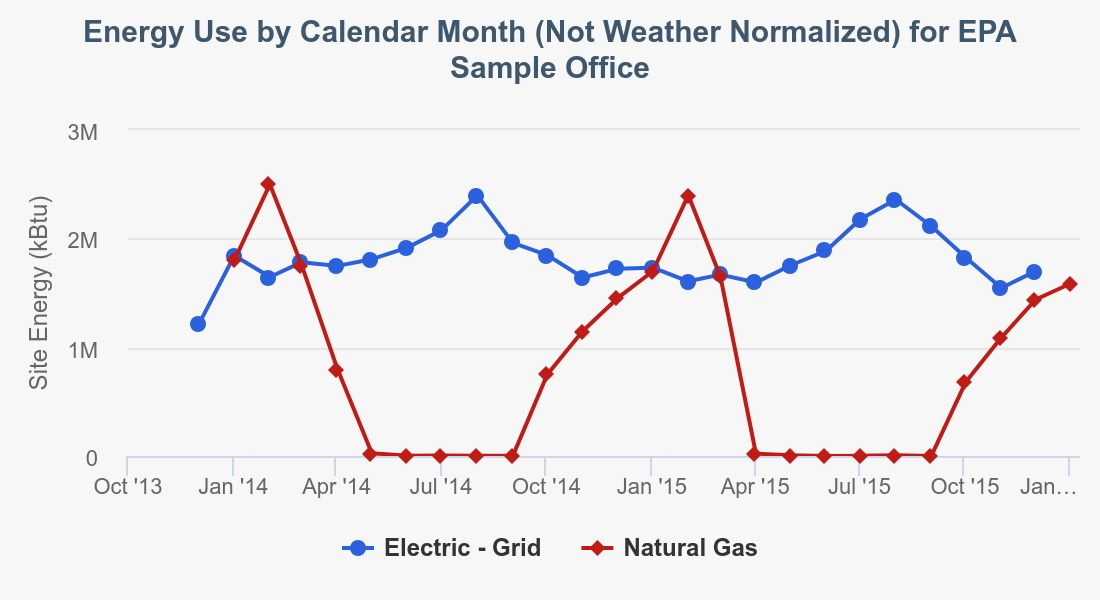 Energy Use by Calendar Month (Not Weather Normalized) for EPA
Sample Office
Site Energy (kBtu)
3M
2M
1M
0
Oct '13 Jan '14 Apr '14 Jul '14 Oct '14 Jan '15 Apr '15 Jul '15 Oct '15 Jan…
Electric - Grid Natural Gas